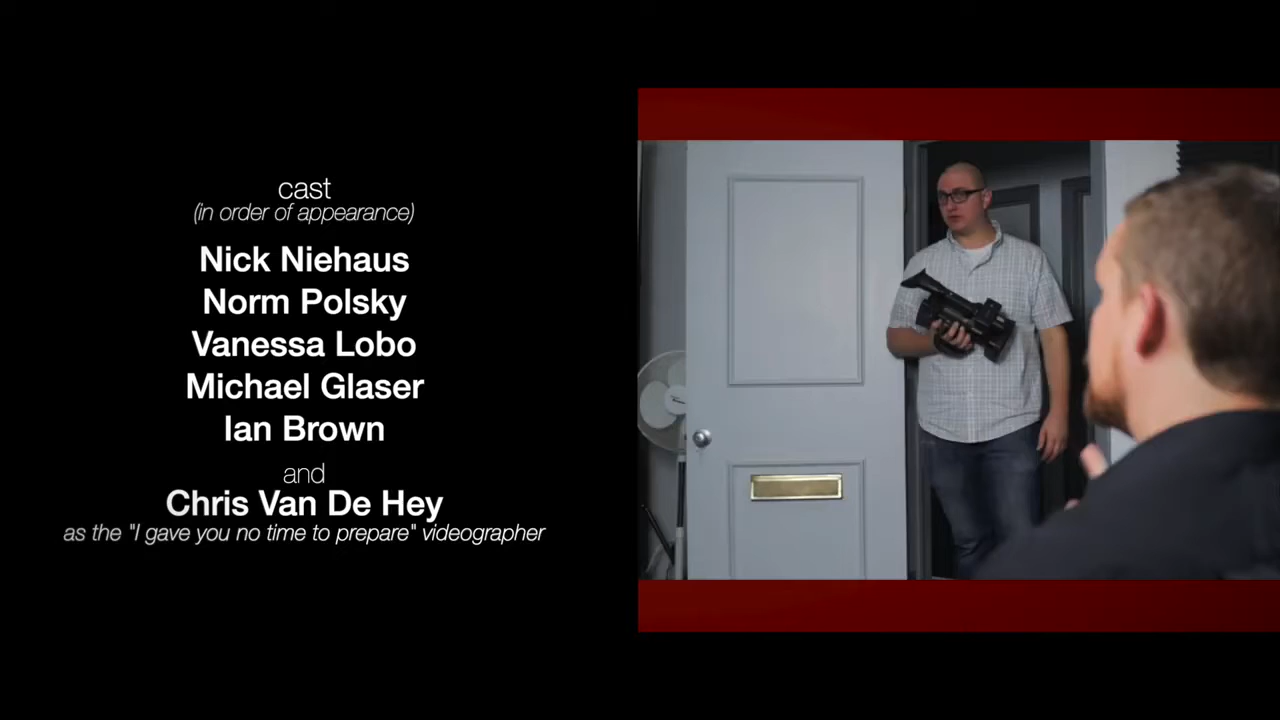 cast
(in order of appearance)
Nick Niehaus
Norm Polsky
Vanessa Lobo
Michael Glaser
Ian Brown
and
Chris Van De Hey
as the "I gave you no time to prepare" videographer